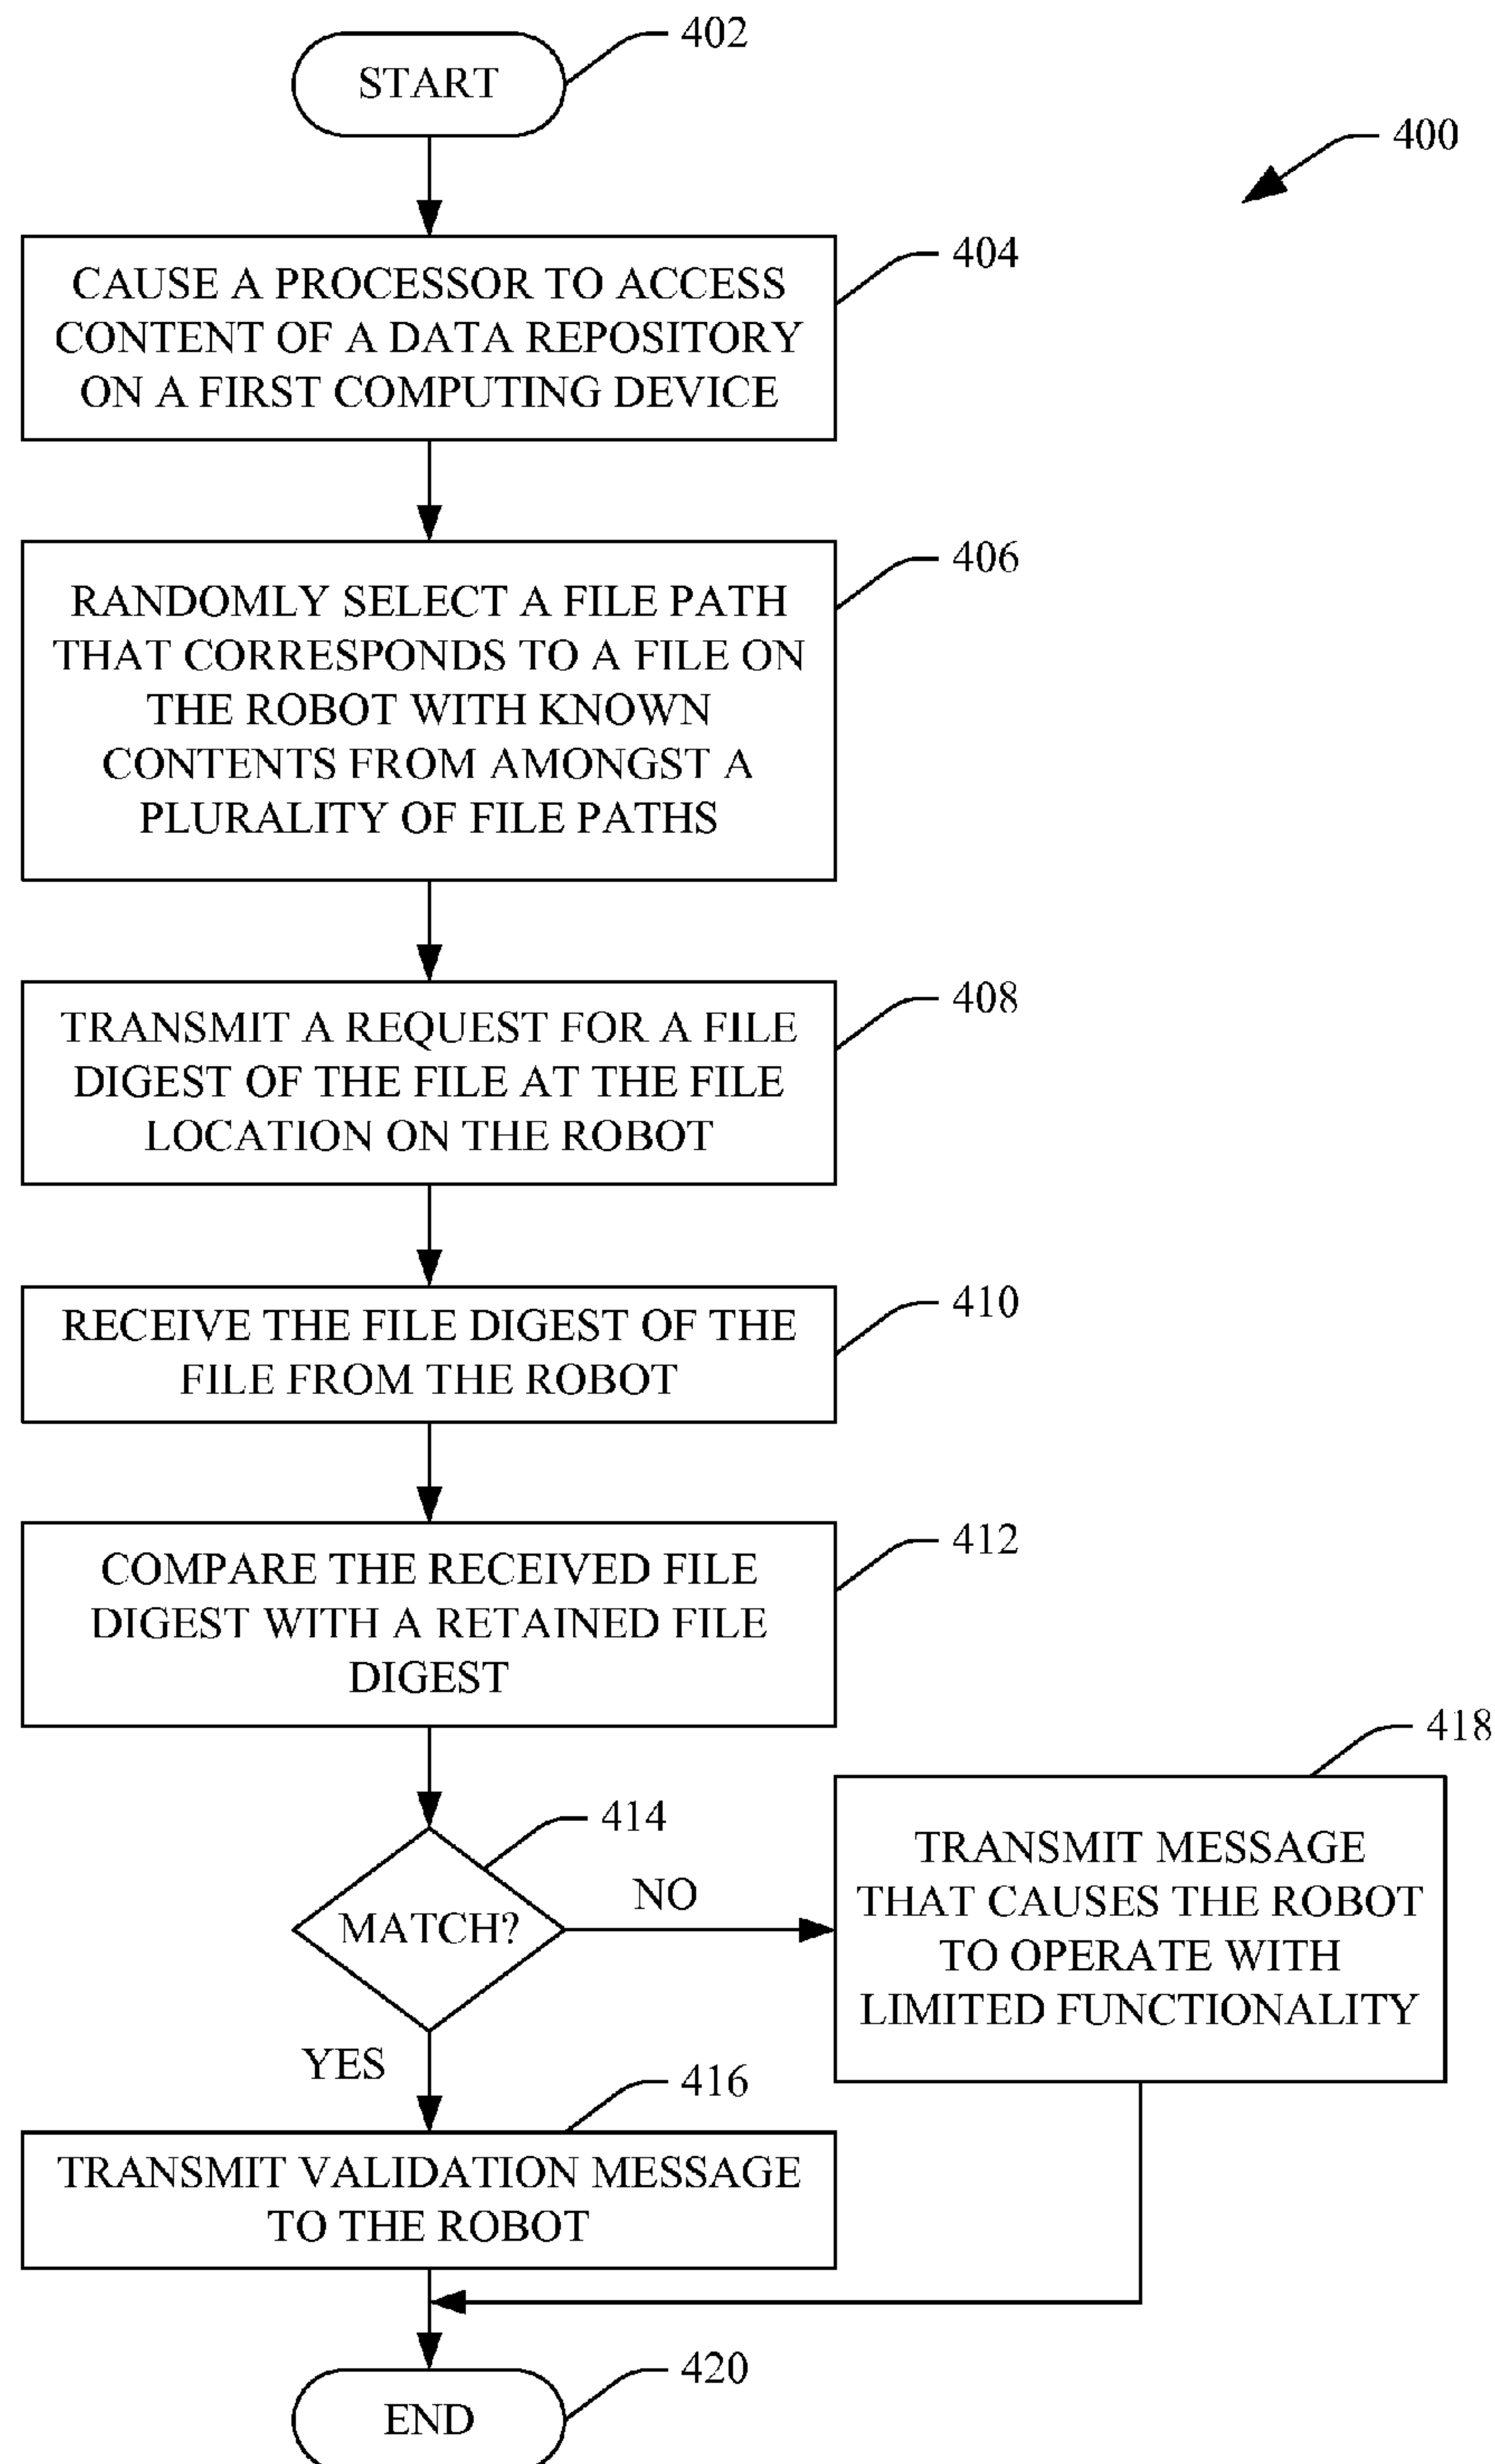 402
START
400
404
CAUSE A PROCESSOR TO ACCESS
CONTENT OF A DATA REPOSITORY
ON A FIRST COMPUTING DEVICE
406
RANDOMLY SELECT A FILE PATH
THAT CORRESPONDS TO A FILE ON
THE ROBOT WITH KNOWN
CONTENTS FROM AMONGST A
PLURALITY OF FILE PATHS
408
TRANSMIT A REQUEST FOR A FILE
DIGEST OF THE FILE AT THE FILE
LOCATION ON THE ROBOT
410
RECEIVE THE FILE DIGEST OF THE
FILE FROM THE ROBOT
412
COMPARE THE RECEIVED FILE
DIGEST WITH A RETAINED FILE
DIGEST
414
MATCH?
NO
418
TRANSMIT MESSAGE
THAT CAUSES THE ROBOT
TO OPERATE WITH
LIMITED FUNCTIONALITY
YES
416
TRANSMIT VALIDATION MESSAGE
TO THE ROBOT
420
END